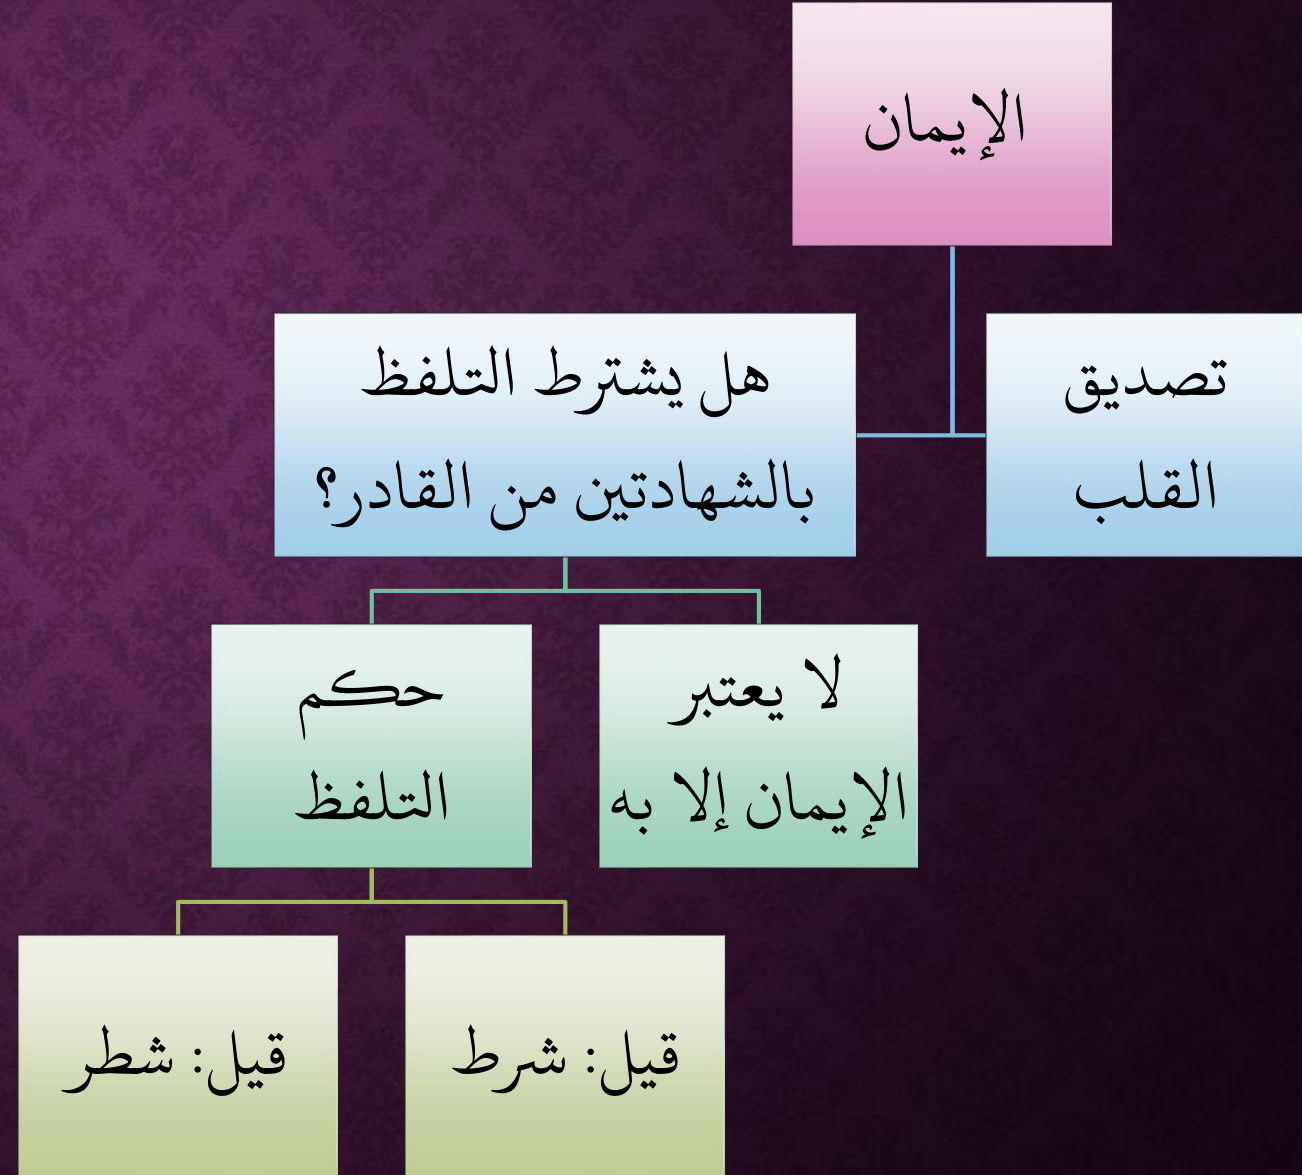 الإيمان
تصديق
القلب
هل يشترط التلفظ
بالشهادتين من القادر؟
لا يعتبر
الإيمان إلا به
حكم
التلفظ
قيل: شرط
قيل: شطر